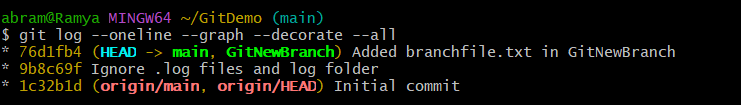 abram@Ramya MINGW64 ~/GitDemo (main)
$ git log --oneline --graph --decorate --all
* 76d1fb4 (HEAD -> main, GitNewBranch) Added branchfile.txt in GitNewBranch
* 9b8c69f Ignore .log files and log folder
* 1c32b1d (origin/main, origin/HEAD) Initial commit